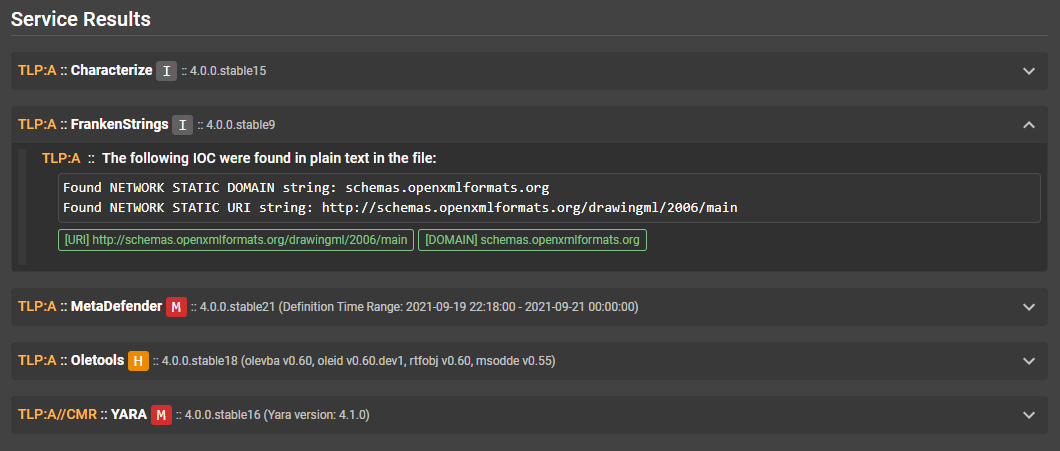 Service Results
TLP:A :: Characterize I :: 4.0.0.stable15
TLP:A :: FrankenStrings I :: 4.0.0.stable9
TLP:A :: The following IOC were found in plain text in the file:
Found NETWORK STATIC DOMAIN string: schemas.openxmlformats.org
Found NETWORK STATIC URI string: http://schemas.openxmlformats.org/drawingml/2006/main
[URI] http://schemas.openxmlformats.org/drawingml/2006/main [DOMAIN] schemas.openxmlformats.org
TLP:A :: MetaDefender M :: 4.0.0.stable21 (Definition Time Range: 2021-09-19 22:18:00 - 2021-09-21 00:00:00)
TLP:A :: Oletools H :: 4.0.0.stable18 (olevba v0.60, oleid v0.60.dev1, rtfobj v0.60, msodde v0.55)
TLP:A//CMR :: YARA M :: 4.0.0.stable16 (Yara version: 4.1.0)